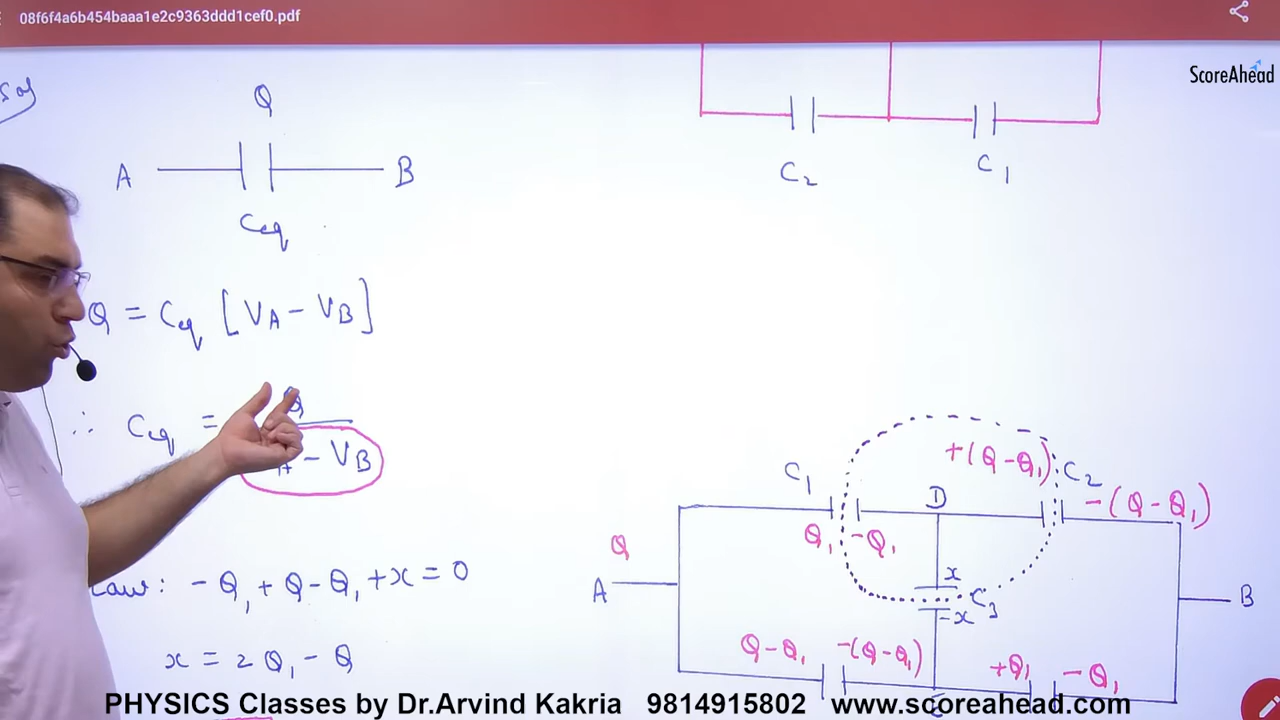 08f6f4a6b454baaa1e2c9363ddd1cef0.pdf
ScoreAhead
Q
A B
Ceq
C2 C1
Q = Ceq [VA - VB]
∴ Ceq = Q
- VB
+(Q-Q1)
C1 D C2
-(Q-Q1)
Q1 -Q1
Q
x
A C3 B
-x
Law: -Q1 + Q - Q1 + x = 0
Q-Q1 -(Q-Q1) +Q1 -Q1
x = 2Q1 - Q
PHYSICS Classes by Dr.Arvind Kakria 9814915802 www.scoreahead.com